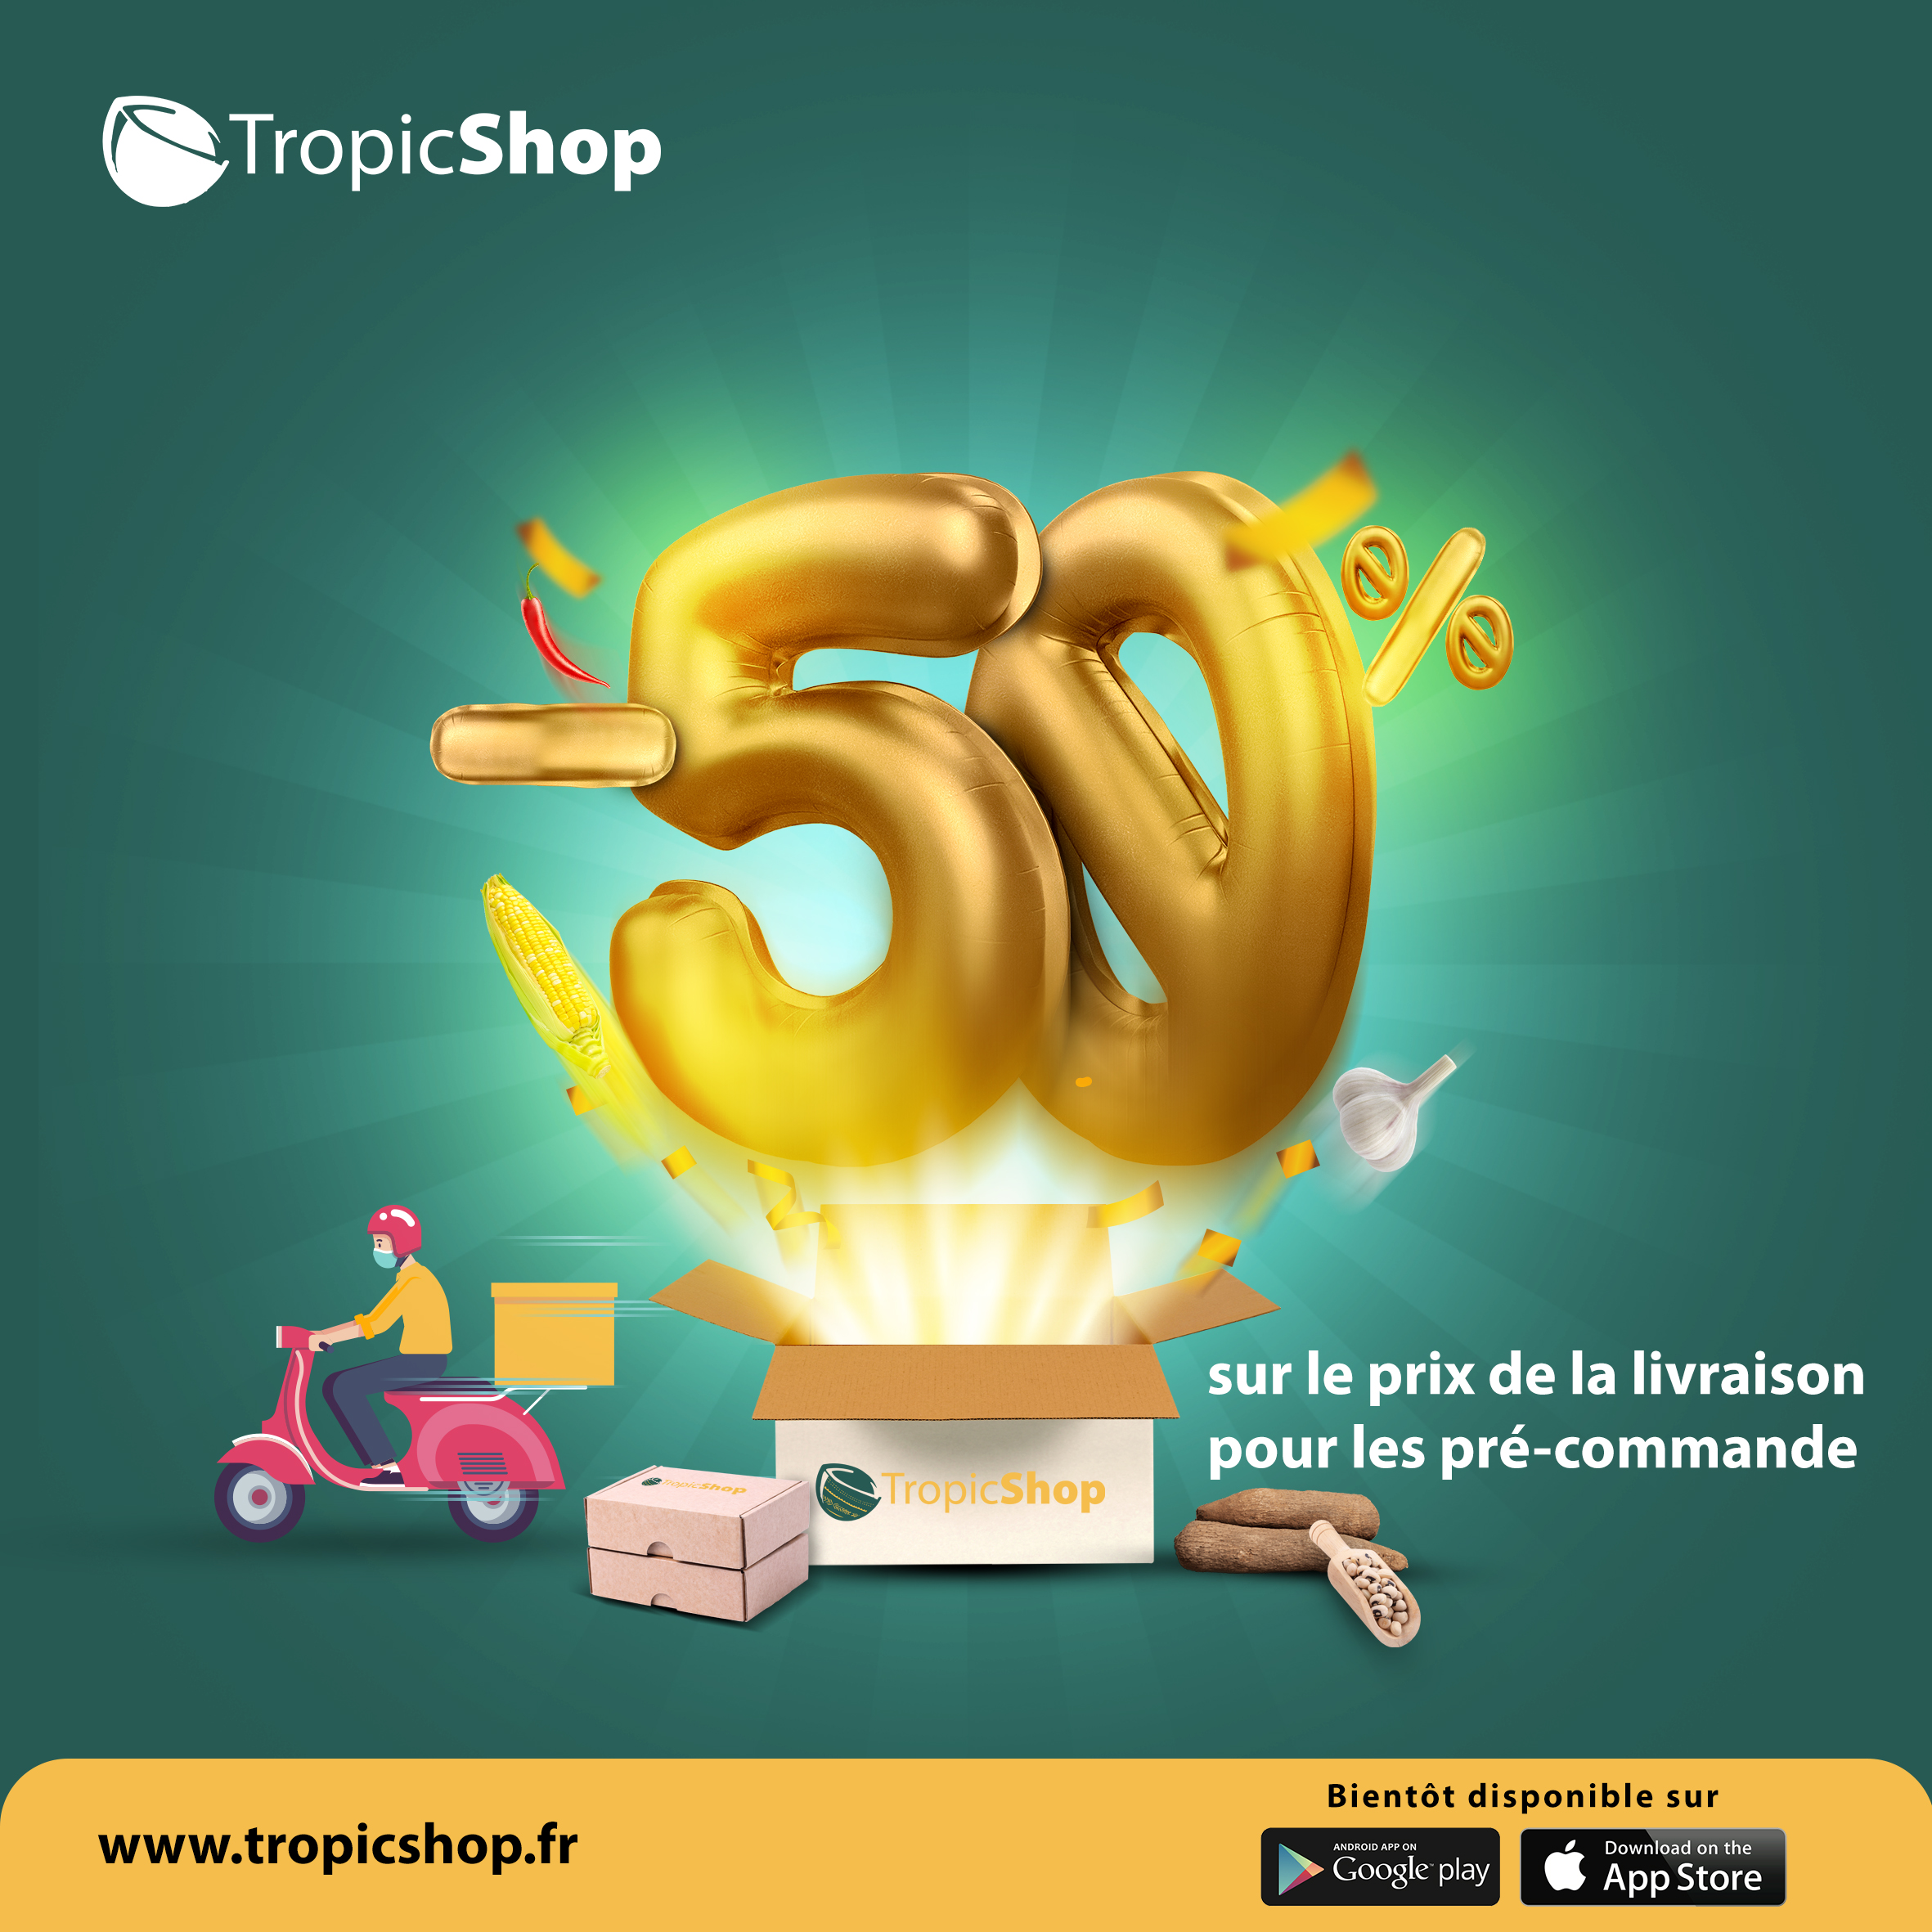 TropicShop
-50%
sur le prix de la livraison
pour les pré-commande
TropicShop
TropicShop
www.tropicshop.fr
Bientôt disponible sur
ANDROID APP ON
Google play
Download on the
App Store